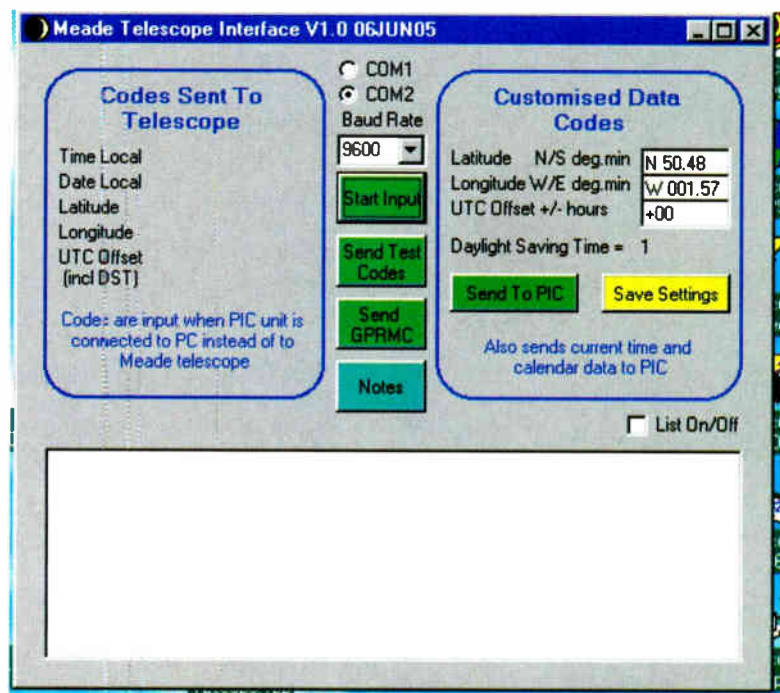 Meade Telescope Interface V1.0 06JUN05
Codes Sent To
Telescope
Time Local
Date Local
Latitude
Longitude
UTC Offset
(incl DST)
Codes are input when PIC unit is
connected to PC instead of to
Meade telescope
COM1
COM2
Baud Rate
9600
Start Input
Send Test
Codes
Send
GPRMC
Notes
Customised Data
Codes
Latitude N/S deg.min N 50.48
Longitude W/E deg.min W 001.57
UTC Offset +/- hours +00
Daylight Saving Time = 1
Send To PIC Save Settings
Also sends current time and
calendar data to PIC
List On/Off